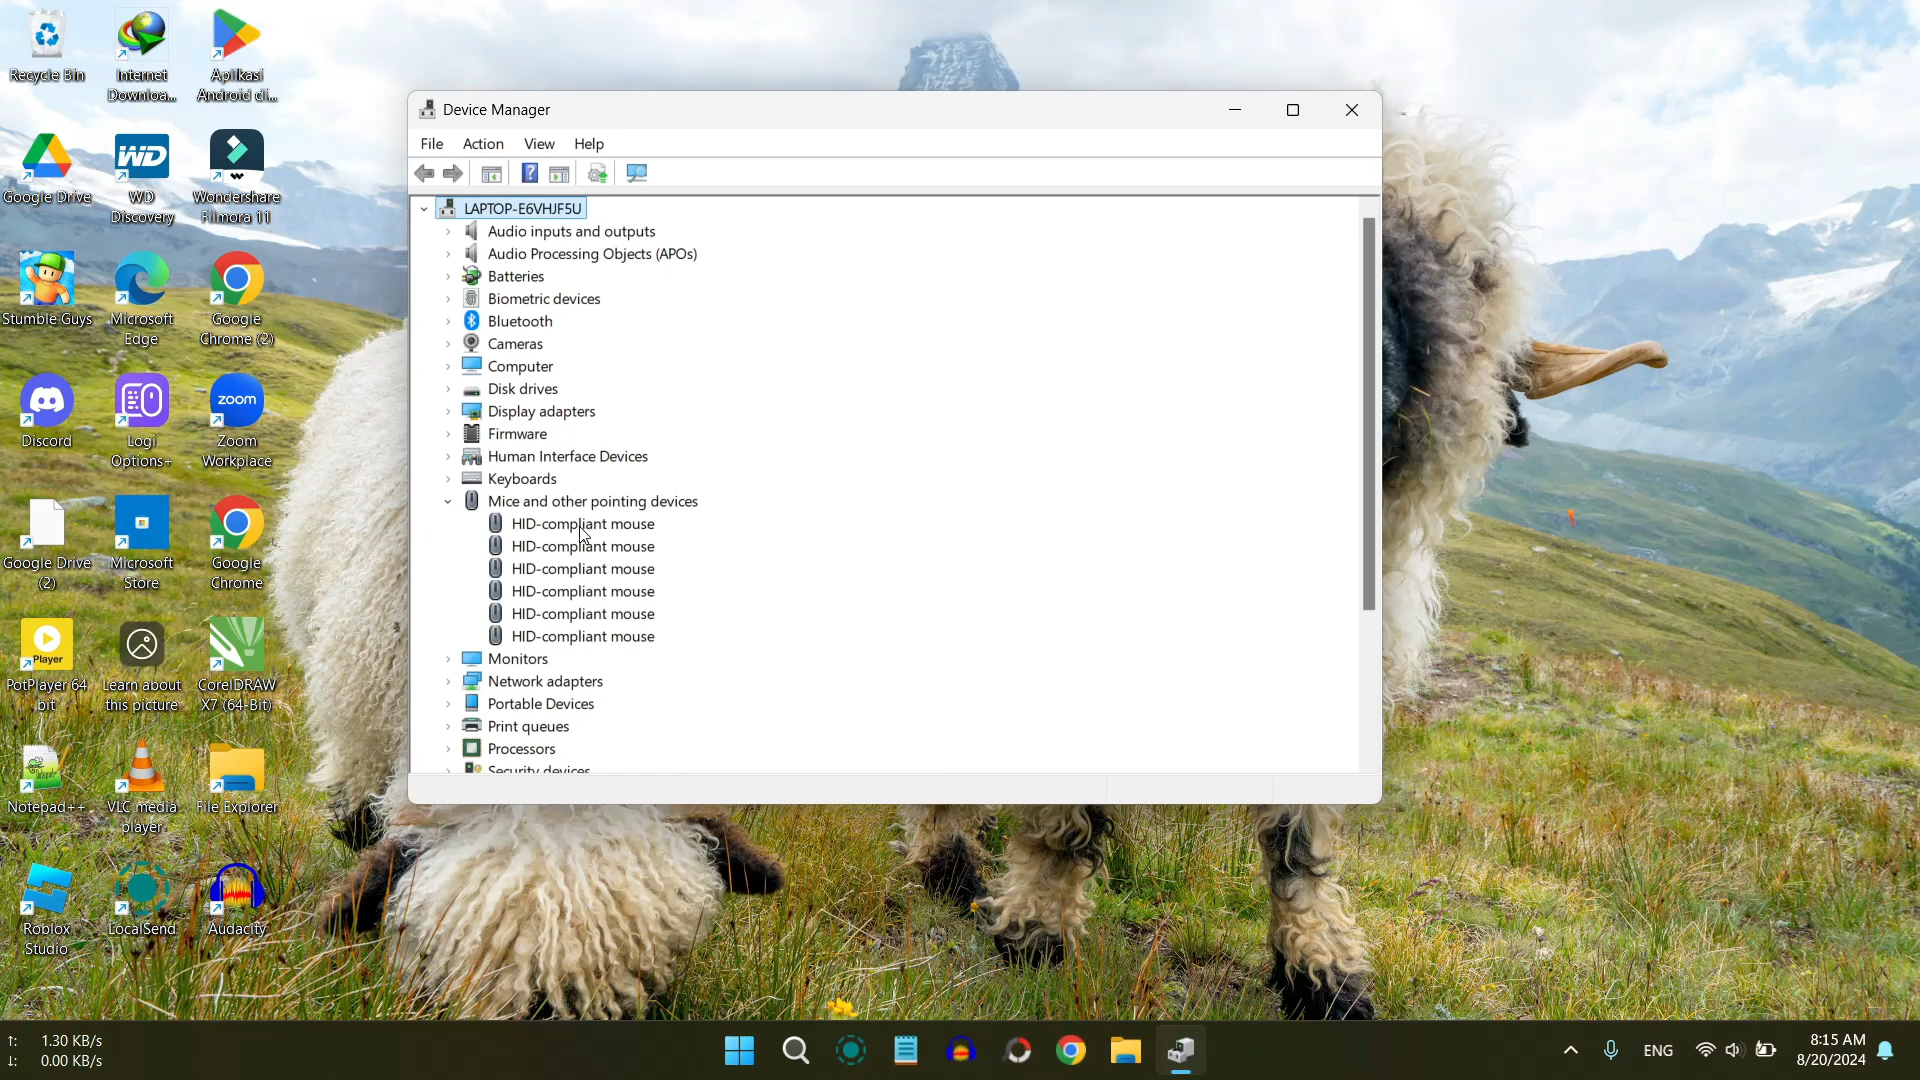 Recycle Bin
Internet
Downloa...
Aplikasi
Android di...
Google Drive
WD
WD
Discovery
Wondershare
Filmora 11
Stumble Guys
Microsoft
Edge
Google
Chrome (2)
Discord
Logi
Options+
zoom
Zoom
Workplace
Google Drive
(2)
Microsoft
Store
Google
Chrome
Player
PotPlayer 64
bit
Learn about
this picture
CorelDRAW
X7 (64-Bit)
Notepad++
VLC media
player
File Explorer
Roblox
Studio
LocalSend
Audacity
Device Manager
File Action View Help
LAPTOP-E6VHJF5U
Audio inputs and outputs
Audio Processing Objects (APOs)
Batteries
Biometric devices
Bluetooth
Cameras
Computer
Disk drives
Display adapters
Firmware
Human Interface Devices
Keyboards
Mice and other pointing devices
HID-compliant mouse
HID-compliant mouse
HID-compliant mouse
HID-compliant mouse
HID-compliant mouse
HID-compliant mouse
Monitors
Network adapters
Portable Devices
Print queues
Processors
Security devices
↑: 1.30 KB/s
↓: 0.00 KB/s
ENG
8:15 AM
8/20/2024